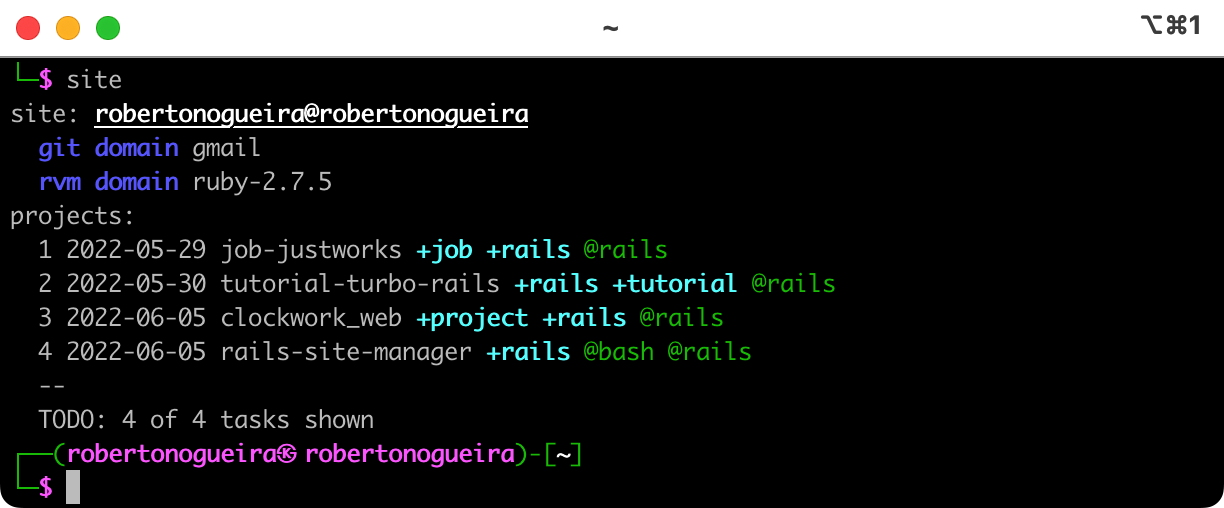 ~ ⌥⌘1
└─$ site
site: robertonogueira@robertonogueira
  git domain gmail
  rvm domain ruby-2.7.5
projects:
  1 2022-05-29 job-justworks +job +rails @rails
  2 2022-05-30 tutorial-turbo-rails +rails +tutorial @rails
  3 2022-06-05 clockwork_web +project +rails @rails
  4 2022-06-05 rails-site-manager +rails @bash @rails
  --
  TODO: 4 of 4 tasks shown
┌──(robertonogueira㉿ robertonogueira)-[~]
└─$